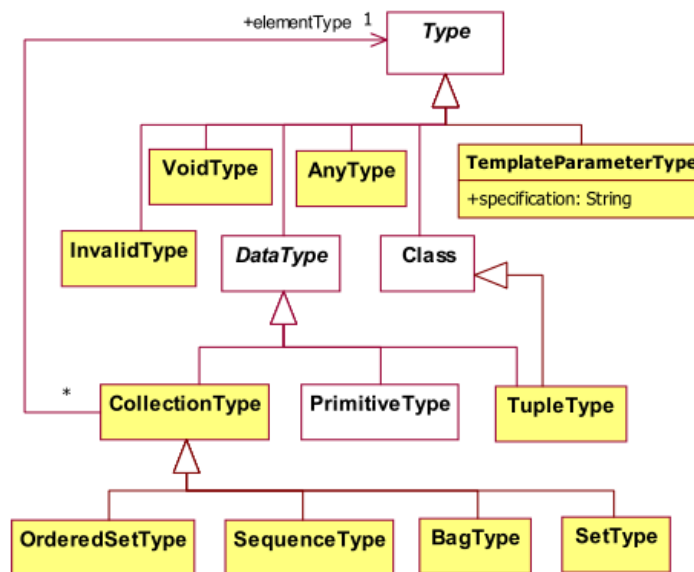 +elementType 1
Type
VoidType
AnyType
TemplateParameterType
+specification: String
InvalidType
DataType
Class
*
CollectionType
PrimitiveType
TupleType
OrderedSetType
SequenceType
BagType
SetType